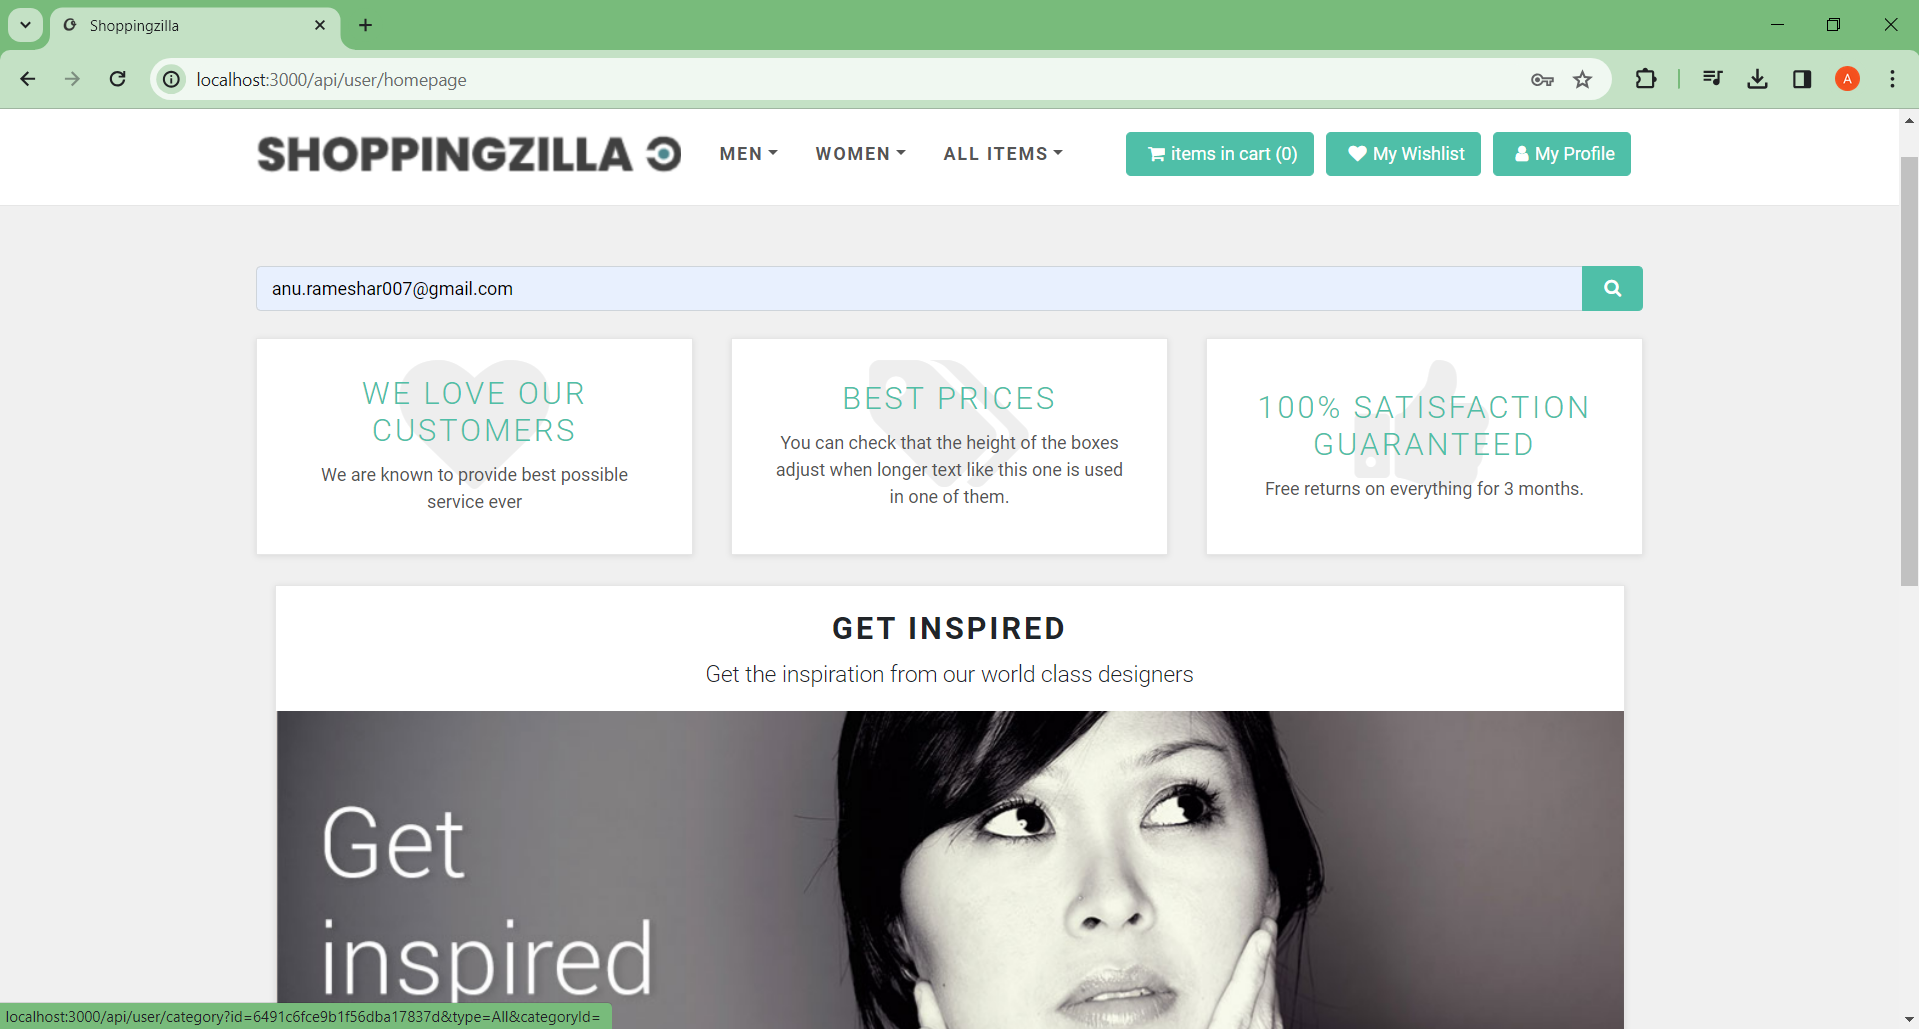 Shoppingzilla
localhost:3000/api/user/homepage
A
SHOPPINGZILLA
MEN
WOMEN
ALL ITEMS
items in cart (0)
My Wishlist
My Profile
anu.rameshar007@gmail.com
WE LOVE OUR
CUSTOMERS
We are known to provide best possible
service ever
BEST PRICES
You can check that the height of the boxes
adjust when longer text like this one is used
in one of them.
100% SATISFACTION
GUARANTEED
Free returns on everything for 3 months.
GET INSPIRED
Get the inspiration from our world class designers
Get
inspired
localhost:3000/api/user/category?id=6491c6fce9b1f56dba17837d&type=All&categoryId=